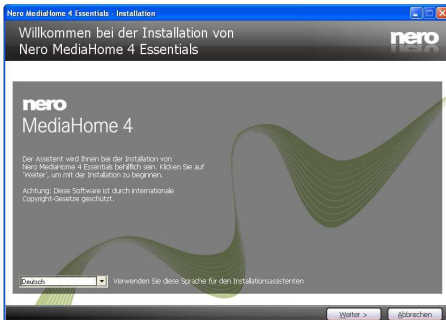 Nero MediaHome 4 Essentials - Installation
Willkommen bei der Installation von
Nero MediaHome 4 Essentials
nero
nero
MediaHome 4
Der Assistent wird Ihnen bei der Installation von
Nero MediaHome 4 Essentials behilflich sein. Klicken Sie auf
'Weiter', um mit der Installation zu beginnen.
Achtung: Diese Software ist durch internationale
Copyright-Gesetze geschützt.
Deutsch Verwenden Sie diese Sprache für den Installationsassistenten
Weiter > Abbrechen